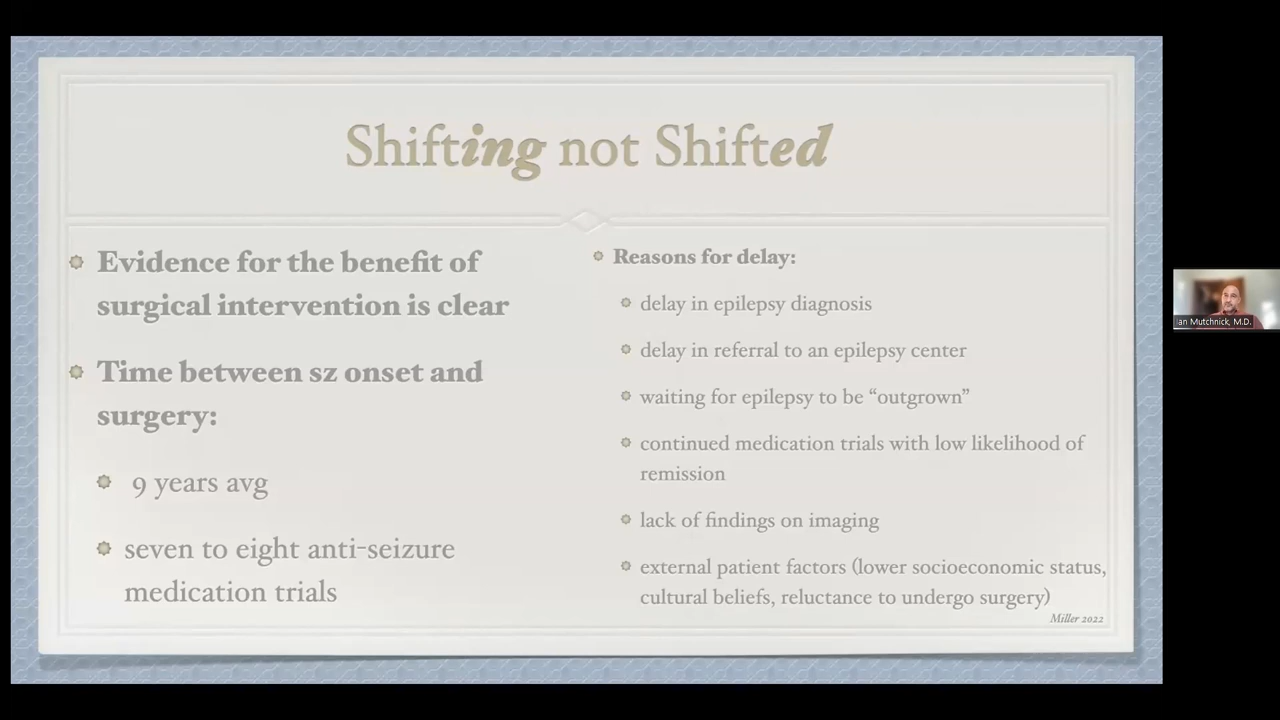 Shifting not Shifted
Evidence for the benefit of
surgical intervention is clear
Time between sz onset and
surgery:
9 years avg
seven to eight anti-seizure
medication trials
Reasons for delay:
delay in epilepsy diagnosis
delay in referral to an epilepsy center
waiting for epilepsy to be “outgrown”
continued medication trials with low likelihood of
remission
lack of findings on imaging
external patient factors (lower socioeconomic status,
cultural beliefs, reluctance to undergo surgery)
Miller 2022
Ian Mutchnick, M.D.